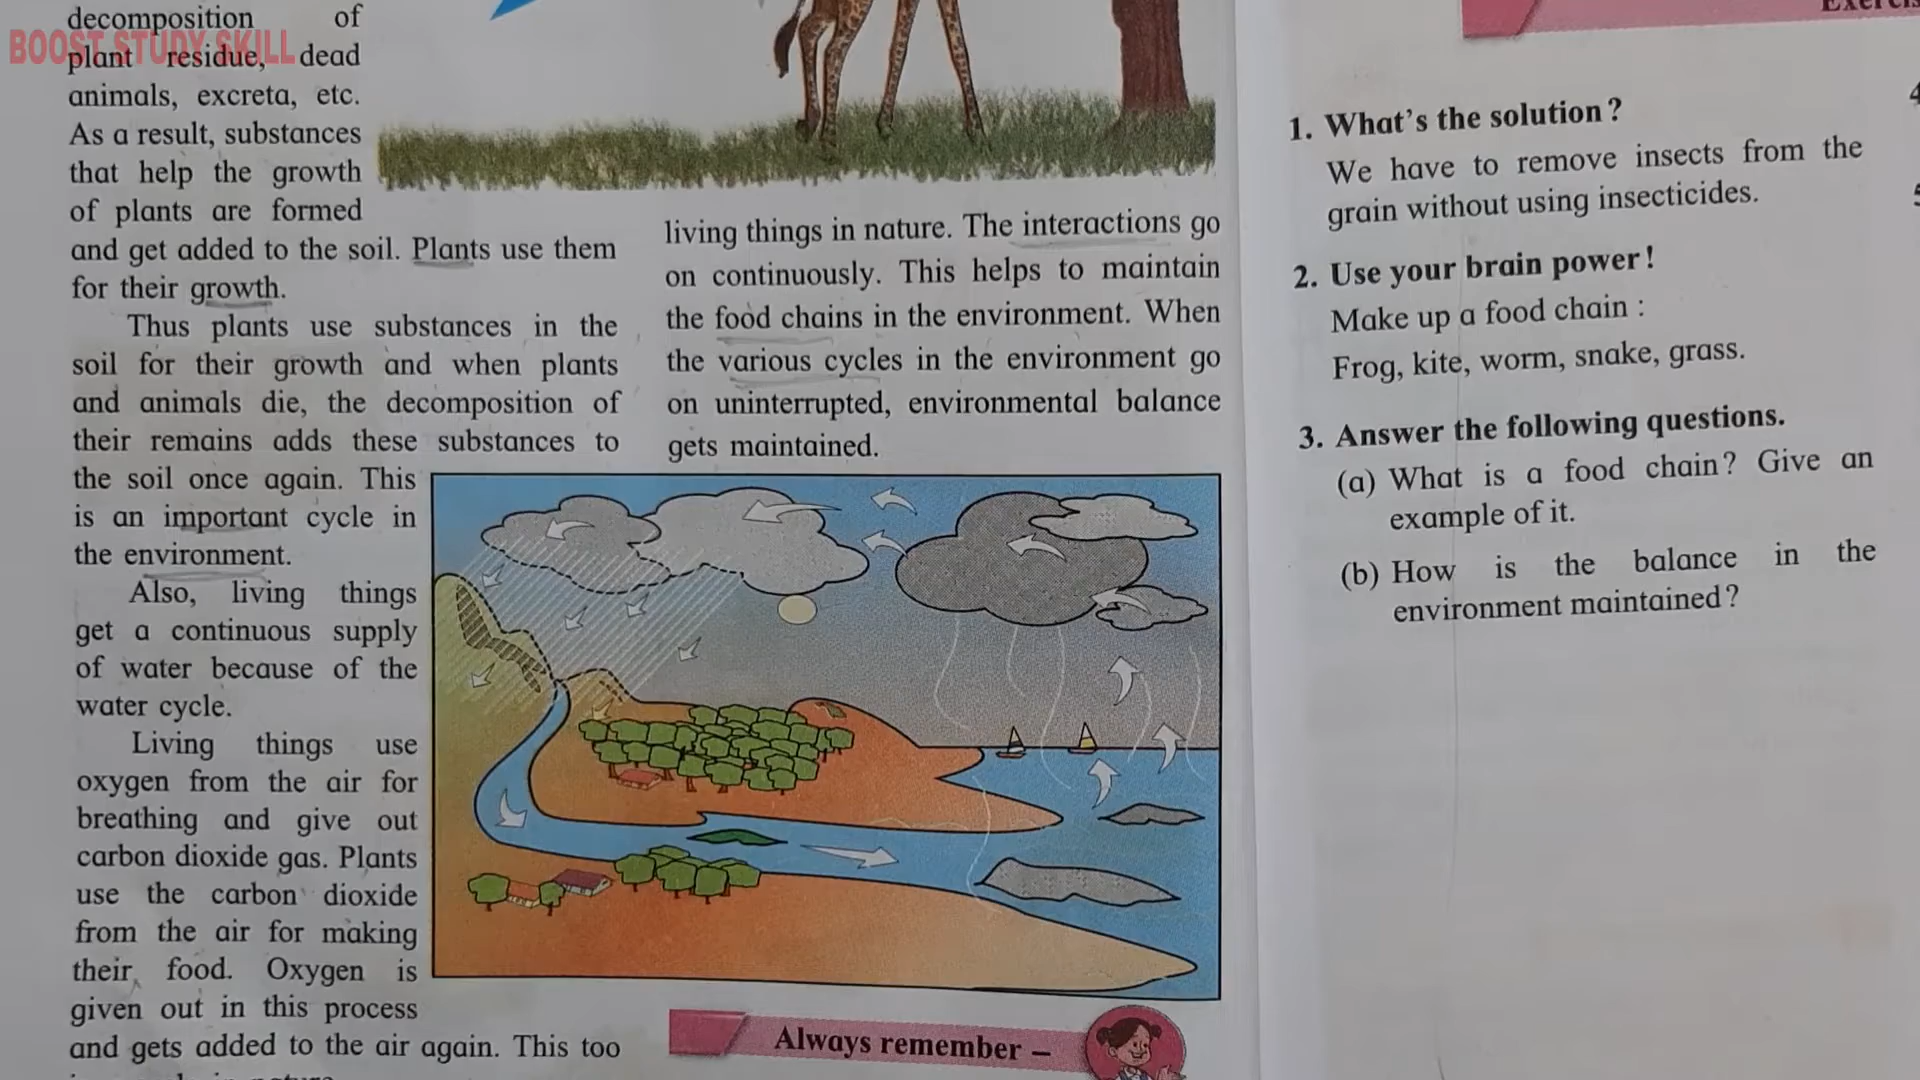 BOOST STUDY SKILL
decomposition of
plant residue, dead
animals, excreta, etc.
As a result, substances
that help the growth
of plants are formed
and get added to the soil. Plants use them
for their growth.
Thus plants use substances in the
soil for their growth and when plants
and animals die, the decomposition of
their remains adds these substances to
the soil once again. This
is an important cycle in
the environment.
Also, living things
get a continuous supply
of water because of the
water cycle.
Living things use
oxygen from the air for
breathing and give out
carbon dioxide gas. Plants
use the carbon dioxide
from the air for making
their food. Oxygen is
given out in this process
and gets added to the air again. This too
living things in nature. The interactions go
on continuously. This helps to maintain
the food chains in the environment. When
the various cycles in the environment go
on uninterrupted, environmental balance
gets maintained.
Always remember –
1. What's the solution?
We have to remove insects from the
grain without using insecticides.
2. Use your brain power!
Make up a food chain :
Frog, kite, worm, snake, grass.
3. Answer the following questions.
(a) What is a food chain? Give an
example of it.
(b) How is the balance in the
environment maintained?